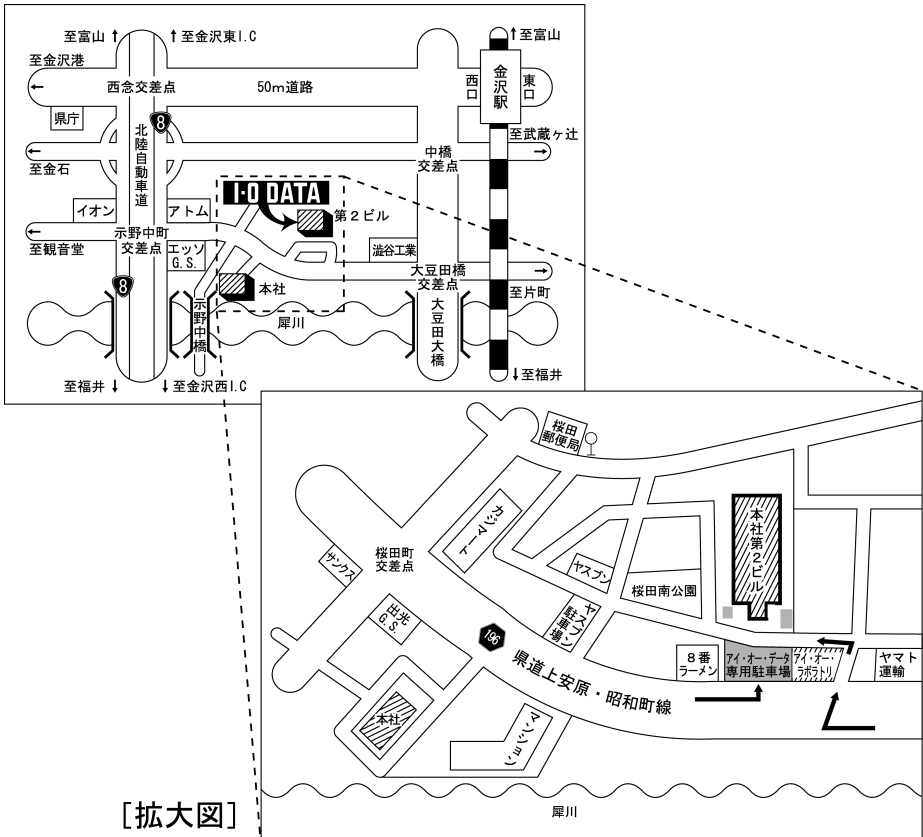 至富山
至金沢東I.C
至富山
至金沢港
西念交差点
50m道路
西口
金沢駅
東口
県庁
8
北陸自動車道
至武蔵ヶ辻
中橋
交差点
至金石
I・O DATA
イオン
アトム
第2ビル
示野中町
交差点
至観音堂
エッソ
G.S.
澁谷工業
大豆田橋
交差点
8
本社
至片町
示野中橋
犀川
大豆田大橋
至福井
至金沢西I.C
至福井
桜田
郵便局
カジマート
本社第2ビル
桜田町
交差点
サンクス
ヤスブン
桜田南公園
出光
G.S.
ヤスブン
駐車場
196
県道上安原・昭和町線
8番
ラーメン
アイ・オー・データ
専用駐車場
アイ・オー・
ラボラトリ
ヤマト
運輸
本社
マンション
[拡大図]
犀川